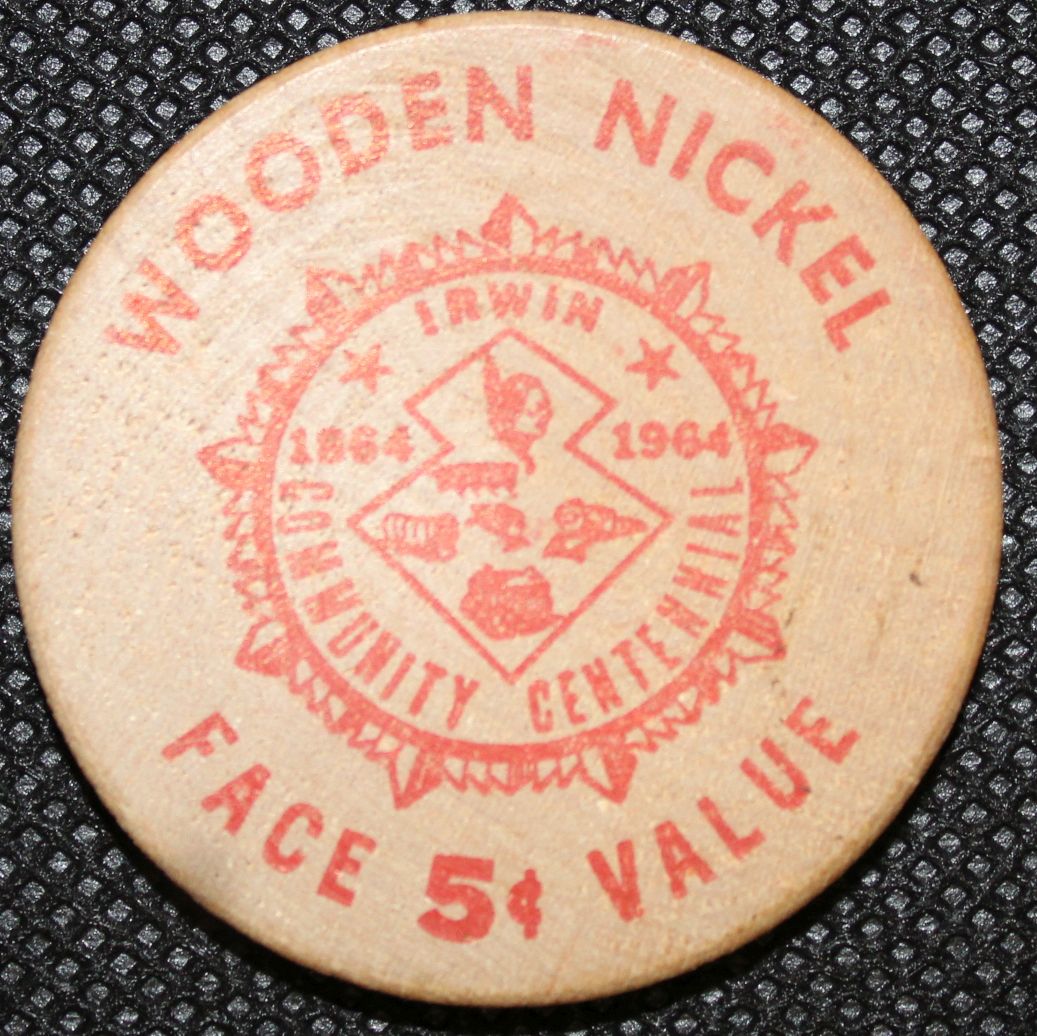 WOODEN NICKEL
IRWIN
1864 1964
COMMUNITY CENTENNIAL
FACE 5¢ VALUE